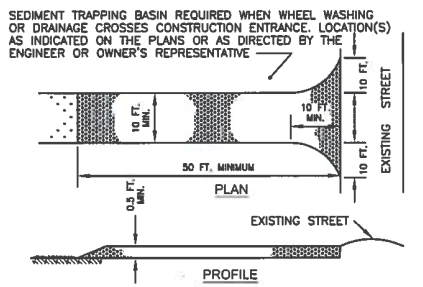 SEDIMENT TRAPPING BASIN REQUIRED WHEN WHEEL WASHING
OR DRAINAGE CROSSES CONSTRUCTION ENTRANCE. LOCATION(S)
AS INDICATED ON THE PLANS OR AS DIRECTED BY THE
ENGINEER OR OWNER'S REPRESENTATIVE
10 FT.
10 FT.
MIN.
10 FT.
MIN.
EXISTING STREET
10 FT.
50 FT. MINIMUM
PLAN
0.5 FT.
MIN.
EXISTING STREET
PROFILE